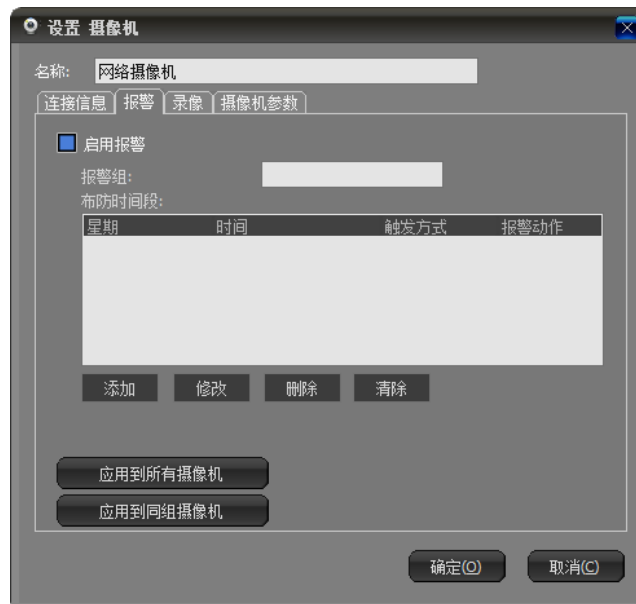 设置 摄像机
名称: 网络摄像机
连接信息 报警 录像 摄像机参数
启用报警
报警组:
布防时间段:
星期 时间 触发方式 报警动作
添加 修改 删除 清除
应用到所有摄像机
应用到同组摄像机
确定(O) 取消(C)